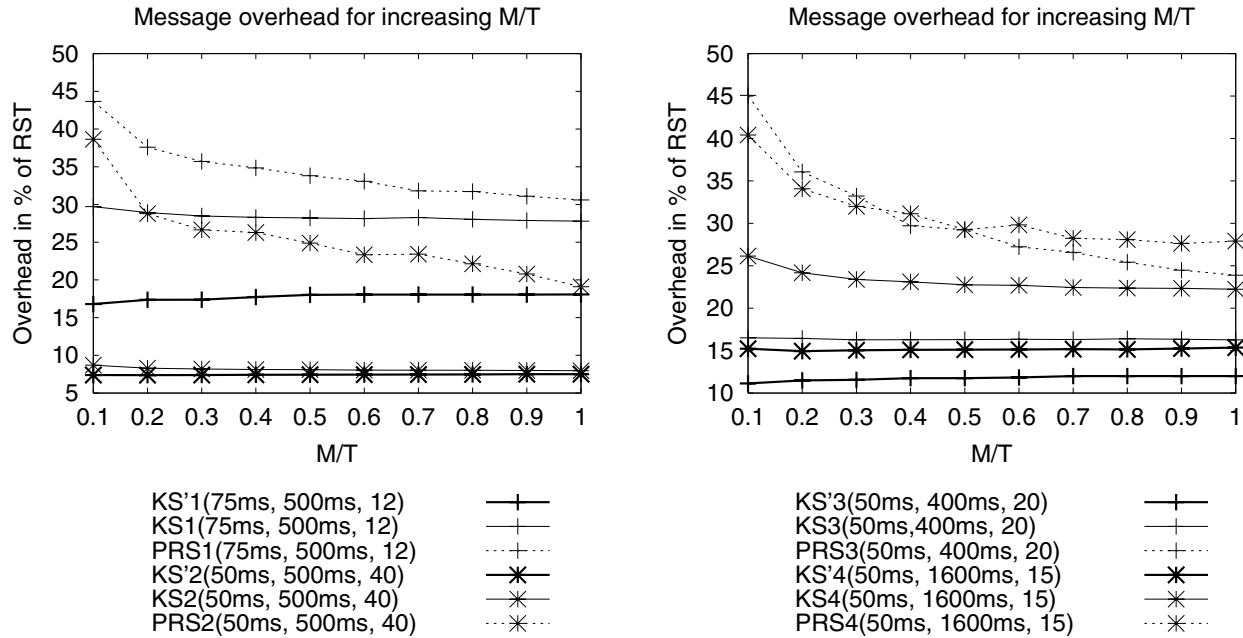 Message overhead for increasing M/T
Overhead in % of RST
50
45
40
35
30
25
20
15
10
5
0.1 0.2 0.3 0.4 0.5 0.6 0.7 0.8 0.9 1
M/T
KS'1(75ms, 500ms, 12)
KS1(75ms, 500ms, 12)
PRS1(75ms, 500ms, 12)
KS'2(50ms, 500ms, 40)
KS2(50ms, 500ms, 40)
PRS2(50ms, 500ms, 40)
Message overhead for increasing M/T
Overhead in % of RST
50
45
40
35
30
25
20
15
10
0.1 0.2 0.3 0.4 0.5 0.6 0.7 0.8 0.9 1
M/T
KS'3(50ms, 400ms, 20)
KS3(50ms,400ms, 20)
PRS3(50ms, 400ms, 20)
KS'4(50ms, 1600ms, 15)
KS4(50ms, 1600ms, 15)
PRS4(50ms, 1600ms, 15)